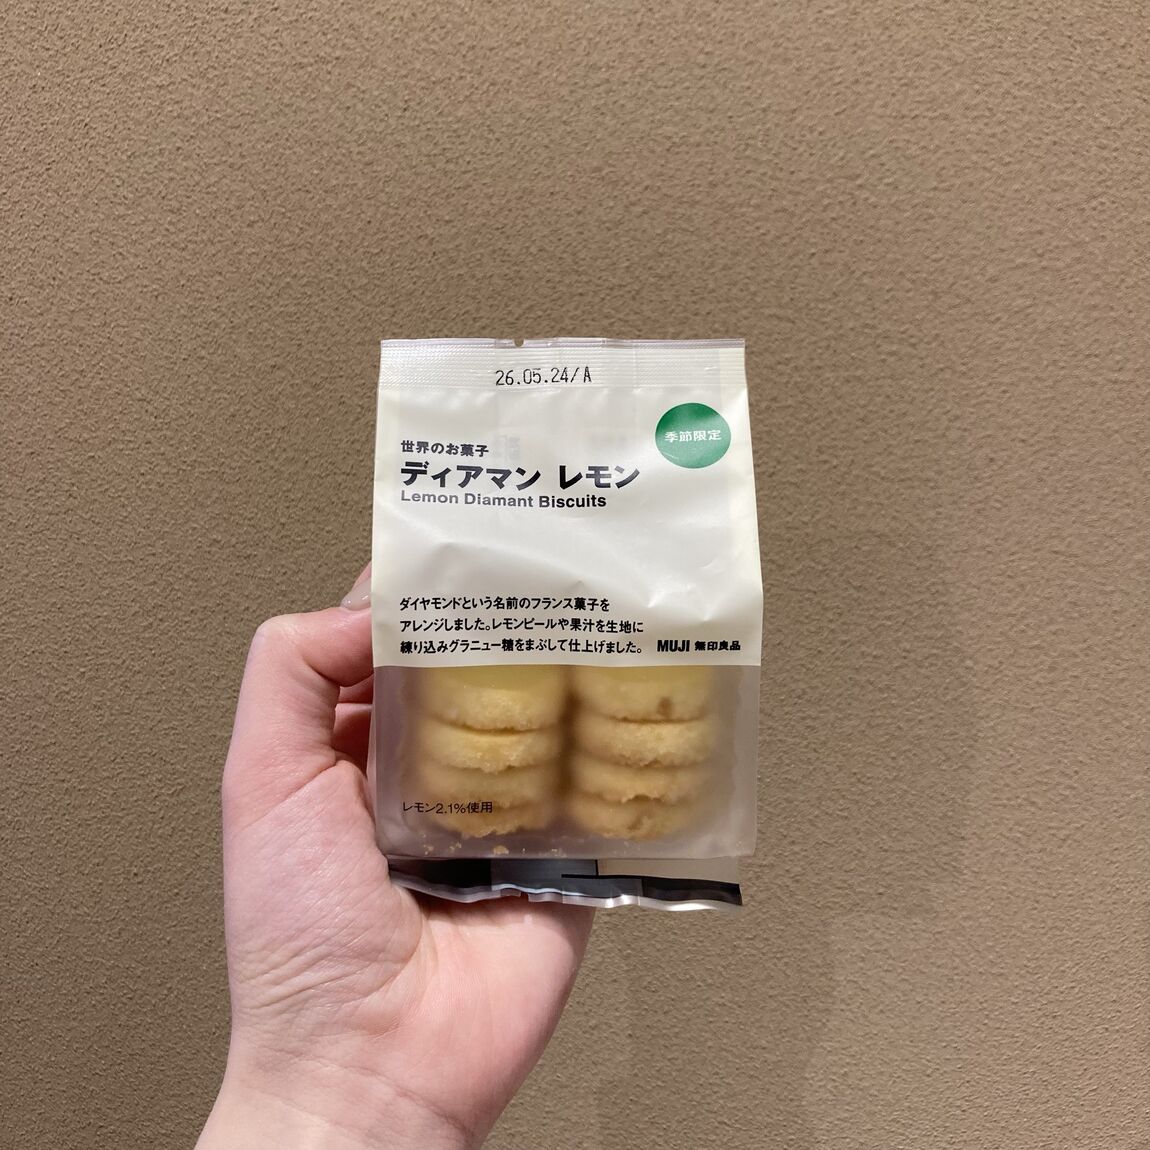 26.05.24/A
季節限定
世界のお菓子
ディアマン レモン
Lemon Diamant Biscuits
ダイヤモンドという名前のフランス菓子を
アレンジしました。レモンピールや果汁を生地に
練り込みグラニュー糖をまぶして仕上げました。
MUJI 無印良品
レモン2.1%使用